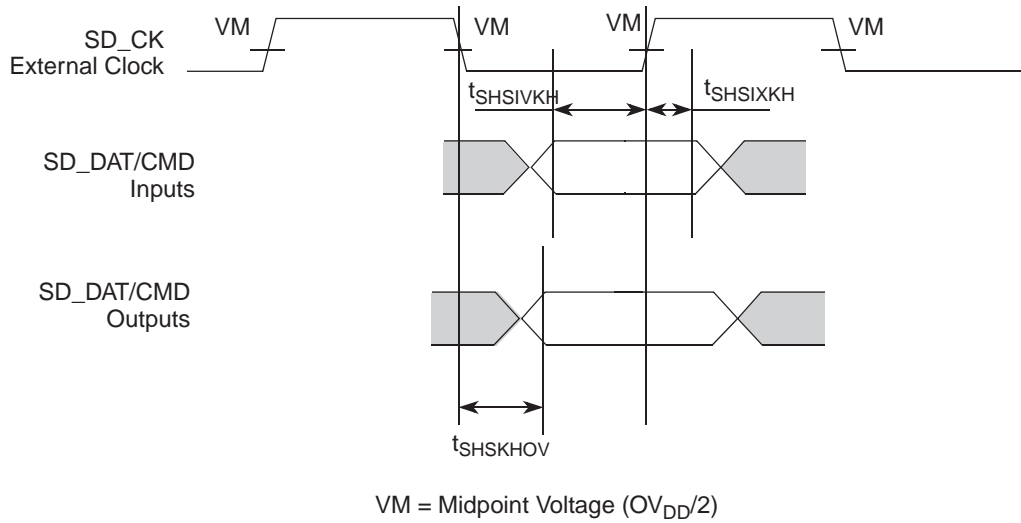 VM VM VM VM
SD_CK
External Clock
tSHSIVKH tSHSIXKH
SD_DAT/CMD
Inputs
SD_DAT/CMD
Outputs
tSHSKHOV
VM = Midpoint Voltage (OVDD/2)